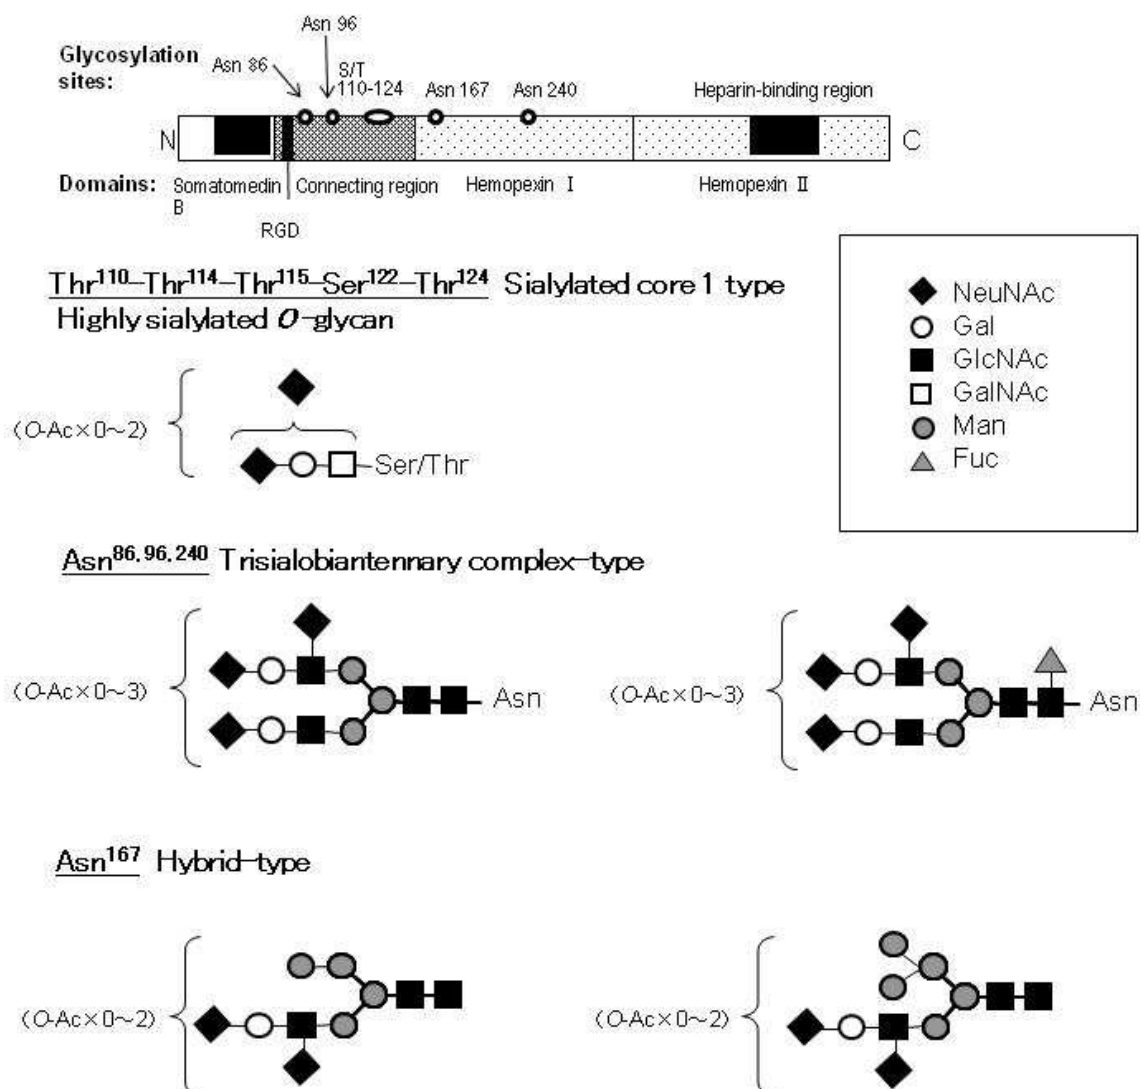 Asn 96
Glycosylation sites:
Asn 86
S/T
110-124
Asn 167
Asn 240
Heparin-binding region
N
C
Domains:
Somatomedin B
Connecting region
Hemopexin I
Hemopexin II
RGD
Thr110–Thr114–Thr115–Ser122–Thr124 Sialylated core 1 type
Highly sialylated O-glycan
(O-Ac×0~2)
Ser/Thr
NeuNAc
Gal
GlcNAc
GalNAc
Man
Fuc
Asn86,96,240 Trisialobiantennary complex-type
(O-Ac×0~3)
Asn
(O-Ac×0~3)
Asn
Asn167 Hybrid-type
(O-Ac×0~2)
(O-Ac×0~2)